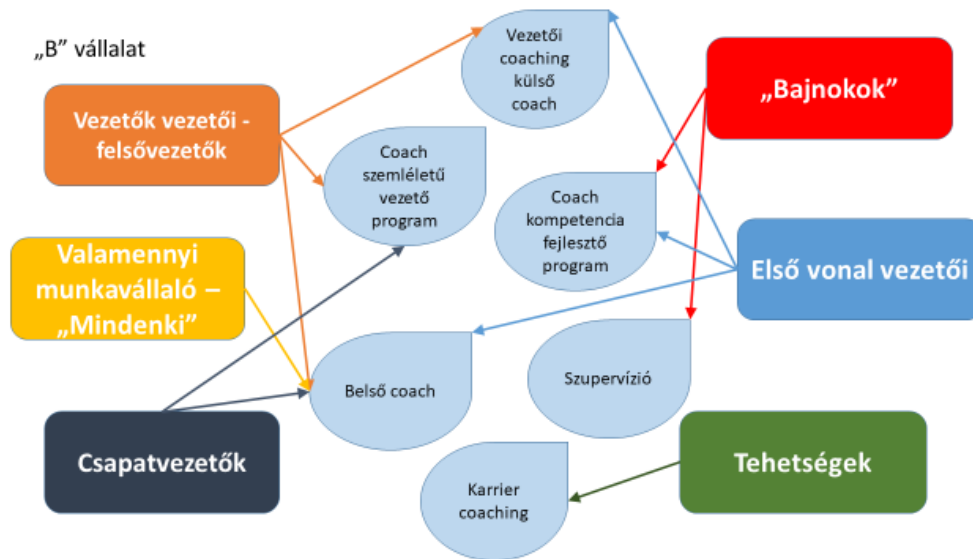 „B” vállalat
Vezetői
coaching
külső
coach
Vezetők vezetői -
felsővezetők
„Bajnokok”
Coach
szemléletű
vezető
program
Coach
kompetencia
fejlesztő
program
Valamennyi
munkavállaló –
„Mindenki”
Első vonal vezetői
Belső coach
Szupervízió
Csapatvezetők
Tehetségek
Karrier
coaching